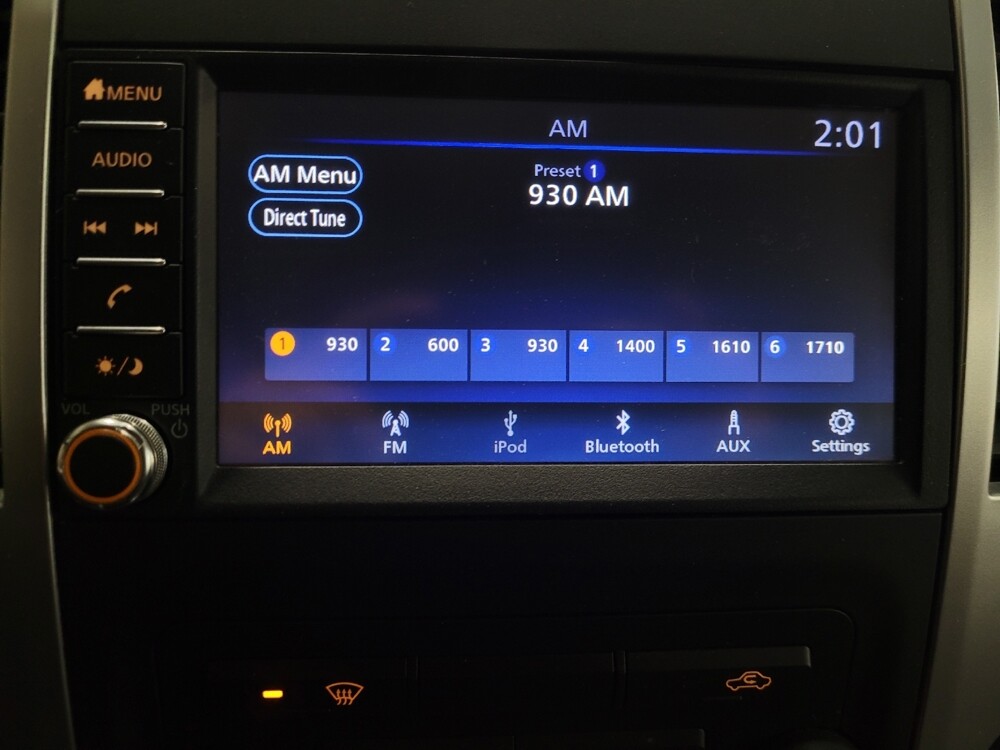 MENU
AUDIO
VOL PUSH
AM
2:01
AM Menu
Direct Tune
Preset 1
930 AM
1 930 2 600 3 930 4 1400 5 1610 6 1710
AM FM iPod Bluetooth AUX Settings